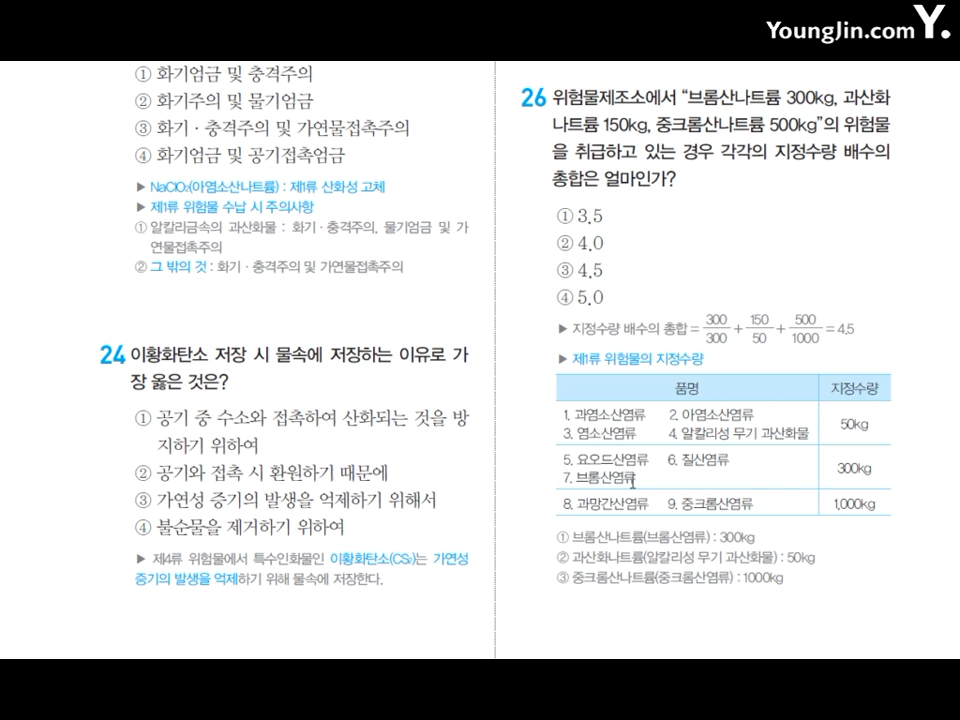 YoungJin.com Y.
① 화기엄금 및 충격주의
② 화기주의 및 물기엄금
③ 화기 · 충격주의 및 가연물접촉주의
④ 화기엄금 및 공기접촉엄금
▶ NaClO₂(아염소산나트륨) : 제1류 산화성 고체
▶ 제1류 위험물 수납 시 주의사항
① 알칼리금속의 과산화물 : 화기 · 충격주의, 물기엄금 및 가
연물접촉주의
② 그 밖의 것 : 화기 · 충격주의 및 가연물접촉주의
24 이황화탄소 저장 시 물속에 저장하는 이유로 가
장 옳은 것은?
① 공기 중 수소와 접촉하여 산화되는 것을 방
지하기 위하여
② 공기와 접촉 시 환원하기 때문에
③ 가연성 증기의 발생을 억제하기 위해서
④ 불순물을 제거하기 위하여
▶ 제4류 위험물에서 특수인화물인 이황화탄소(CS₂)는 가연성
증기의 발생을 억제하기 위해 물속에 저장한다.
26 위험물제조소에서 “브롬산나트륨 300kg, 과산화
나트륨 150kg, 중크롬산나트륨 500kg”의 위험물
을 취급하고 있는 경우 각각의 지정수량 배수의
총합은 얼마인가?
① 3.5
② 4.0
③ 4.5
④ 5.0
▶ 지정수량 배수의 총합 = 300/300 + 150/50 + 500/1000 = 4.5
▶ 제1류 위험물의 지정수량
품명 지정수량
1. 과염소산염류 2. 아염소산염류
3. 염소산염류 4. 알칼리성 무기 과산화물 50kg
5. 요오드산염류 6. 질산염류
7. 브롬산염류 300kg
8. 과망간산염류 9. 중크롬산염류 1,000kg
① 브롬산나트륨(브롬산염류) : 300kg
② 과산화나트륨(알칼리성 무기 과산화물) : 50kg
③ 중크롬산나트륨(중크롬산염류) : 1000kg